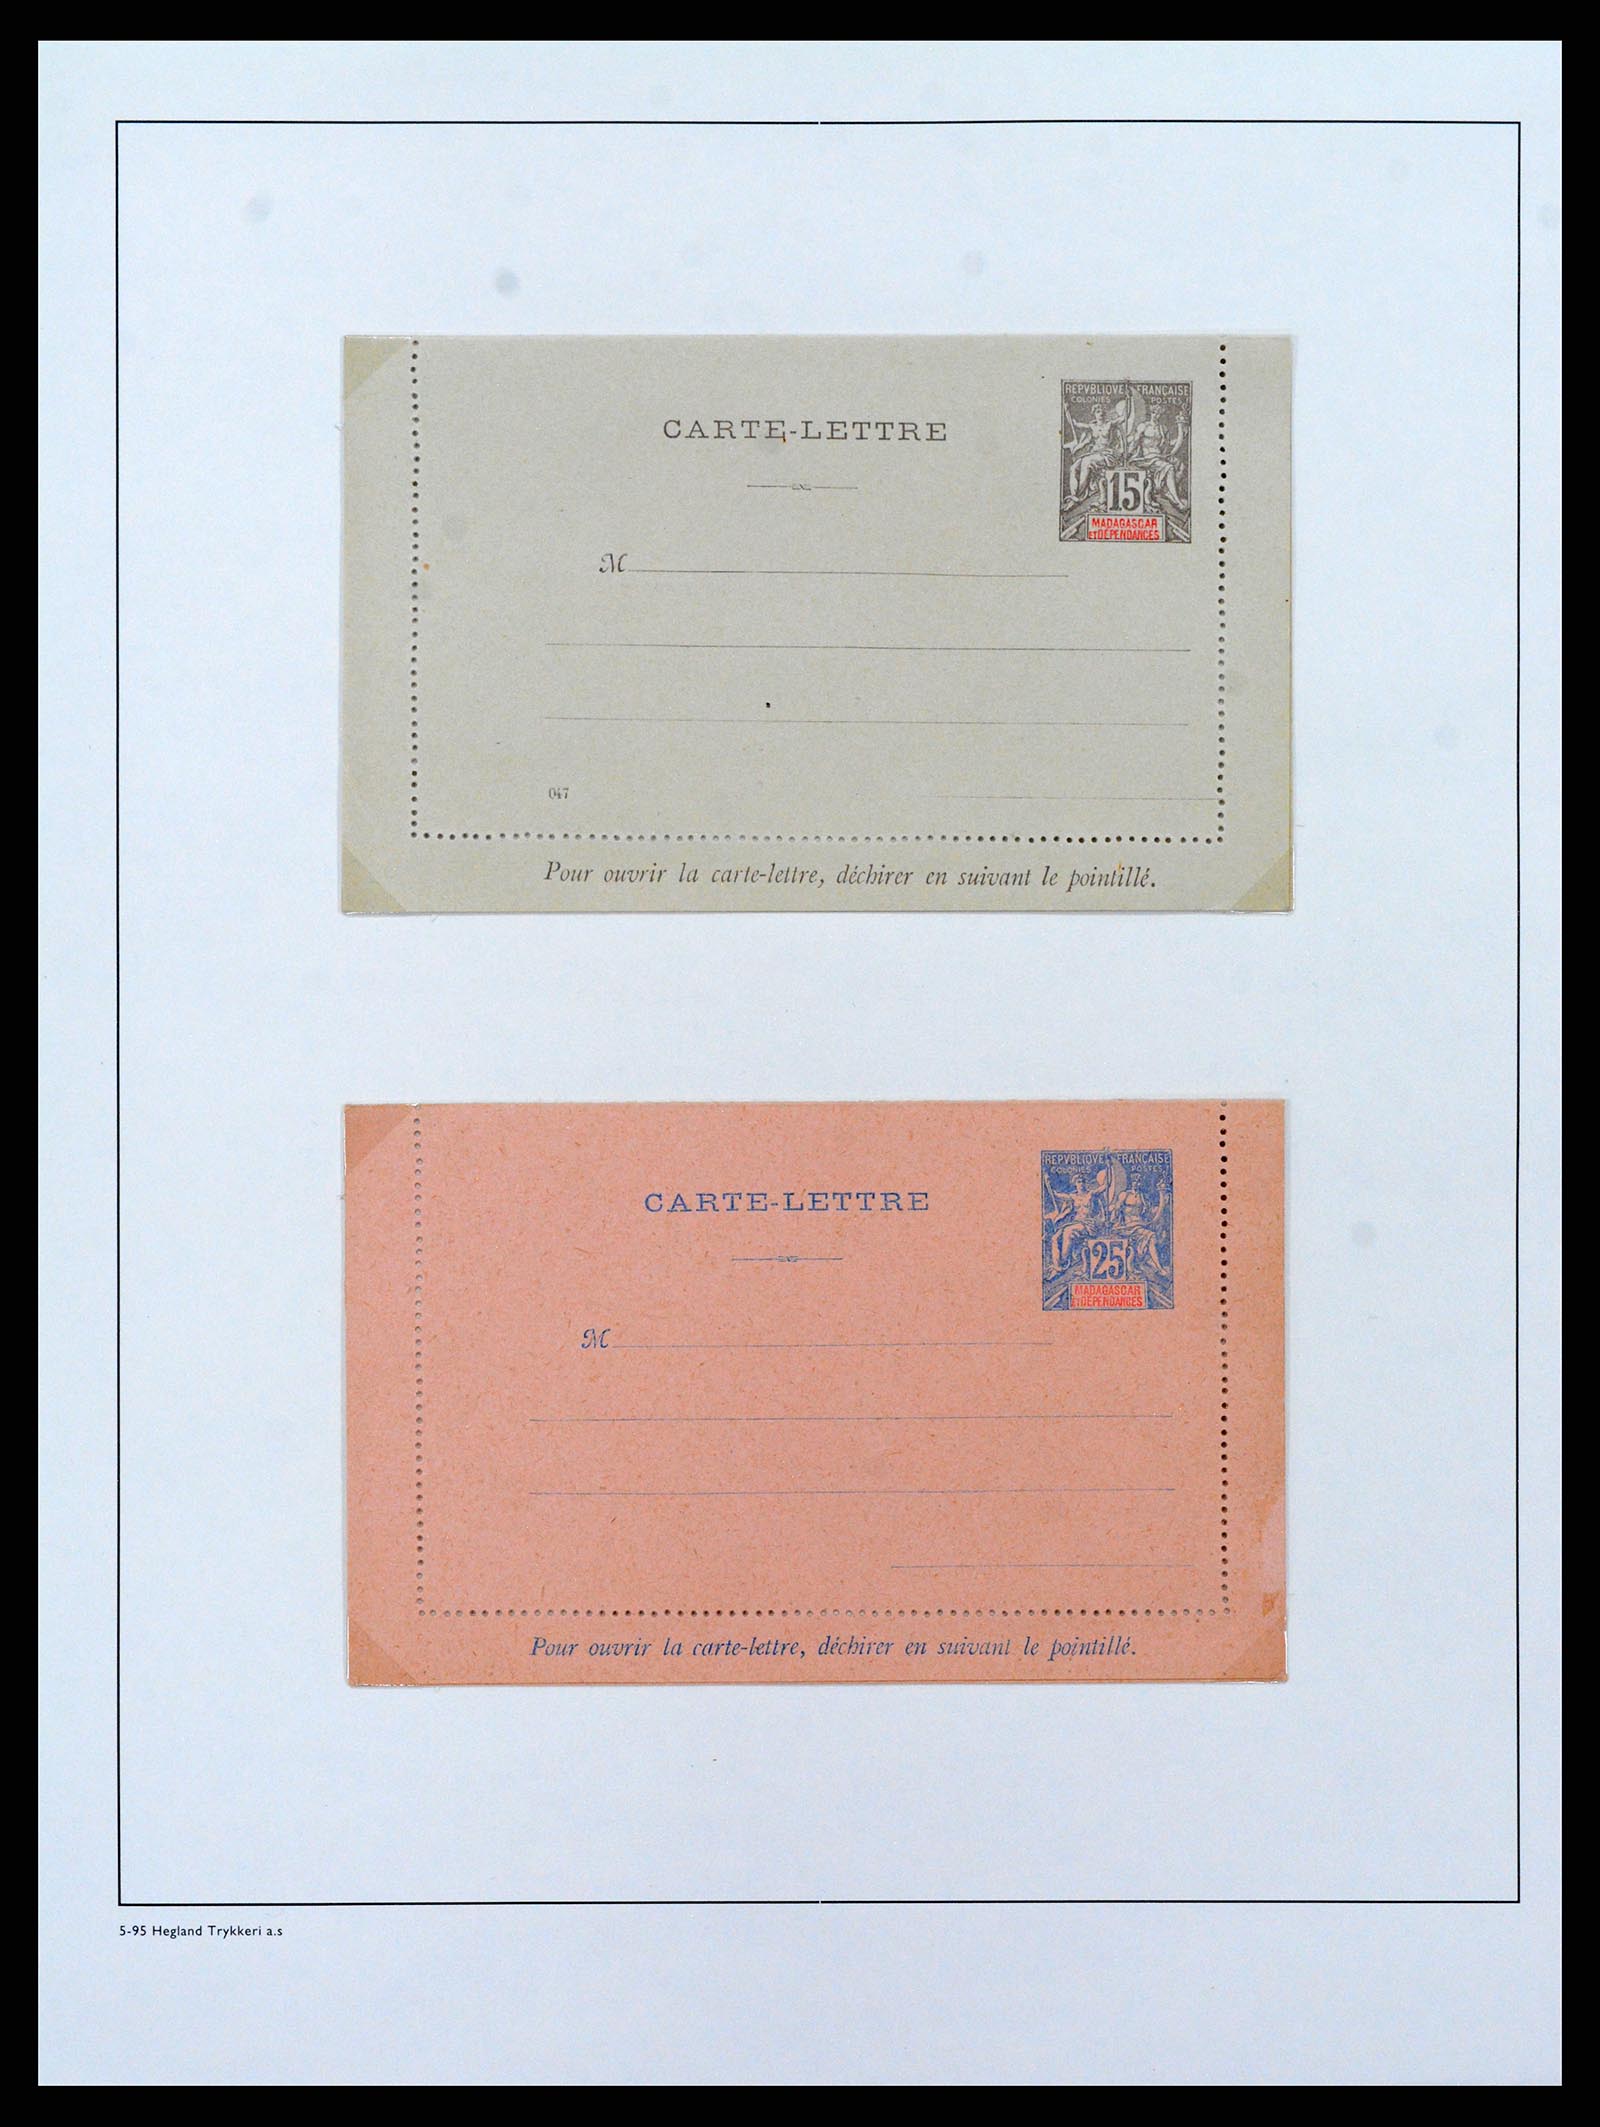 REPVBLIQVE FRANÇAISE
COLONIES POSTES
CARTE-LETTRE
15
MADAGASCAR
ET DÉPENDANCES
M
047
Pour ouvrir la carte-lettre, déchirer en suivant le pointillé.
REPVBLIQVE FRANÇAISE
COLONIES POSTES
CARTE-LETTRE
25
MADAGASCAR
ET DÉPENDANCES
M
Pour ouvrir la carte-lettre, déchirer en suivant le pointillé.
5-95 Hegland Trykkeri a.s